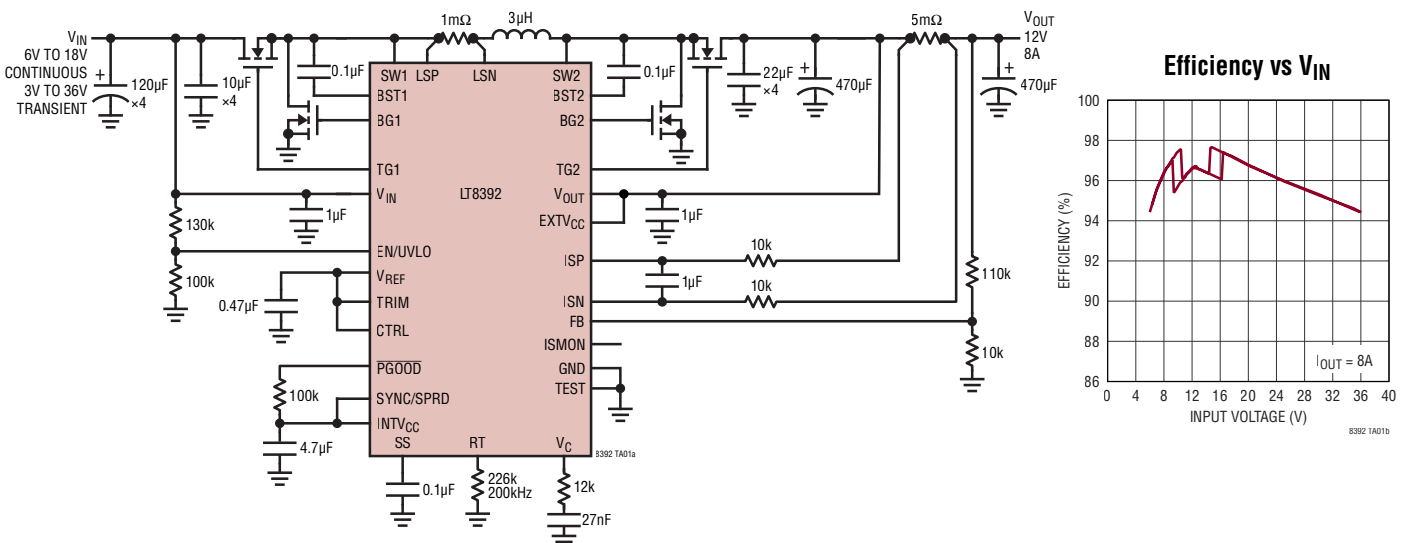 VIN
6V TO 18V
CONTINUOUS
3V TO 36V
TRANSIENT
+
120µF
×4
10µF
×4
0.1µF
1mΩ
3µH
0.1µF
22µF
×4
+
470µF
5mΩ
VOUT
12V
8A
+
470µF
SW1 LSP LSN SW2
BST1 BST2
BG1 BG2
TG1 TG2
VIN LT8392 VOUT
1µF
EXTVCC
1µF
130k
EN/UVLO
100k
VREF
0.47µF
TRIM
CTRL
ISP
10k
1µF
ISN
10k
110k
FB
10k
ISMON
PGOOD
GND
100k
TEST
SYNC/SPRD
INTVCC
4.7µF
SS RT VC
8392 TA01a
0.1µF
226k
200kHz
12k
27nF
Efficiency vs VIN
EFFICIENCY (%)
100
98
96
94
92
90
88
86
IOUT = 8A
0 4 8 12 16 20 24 28 32 36 40
INPUT VOLTAGE (V)
8392 TA01b